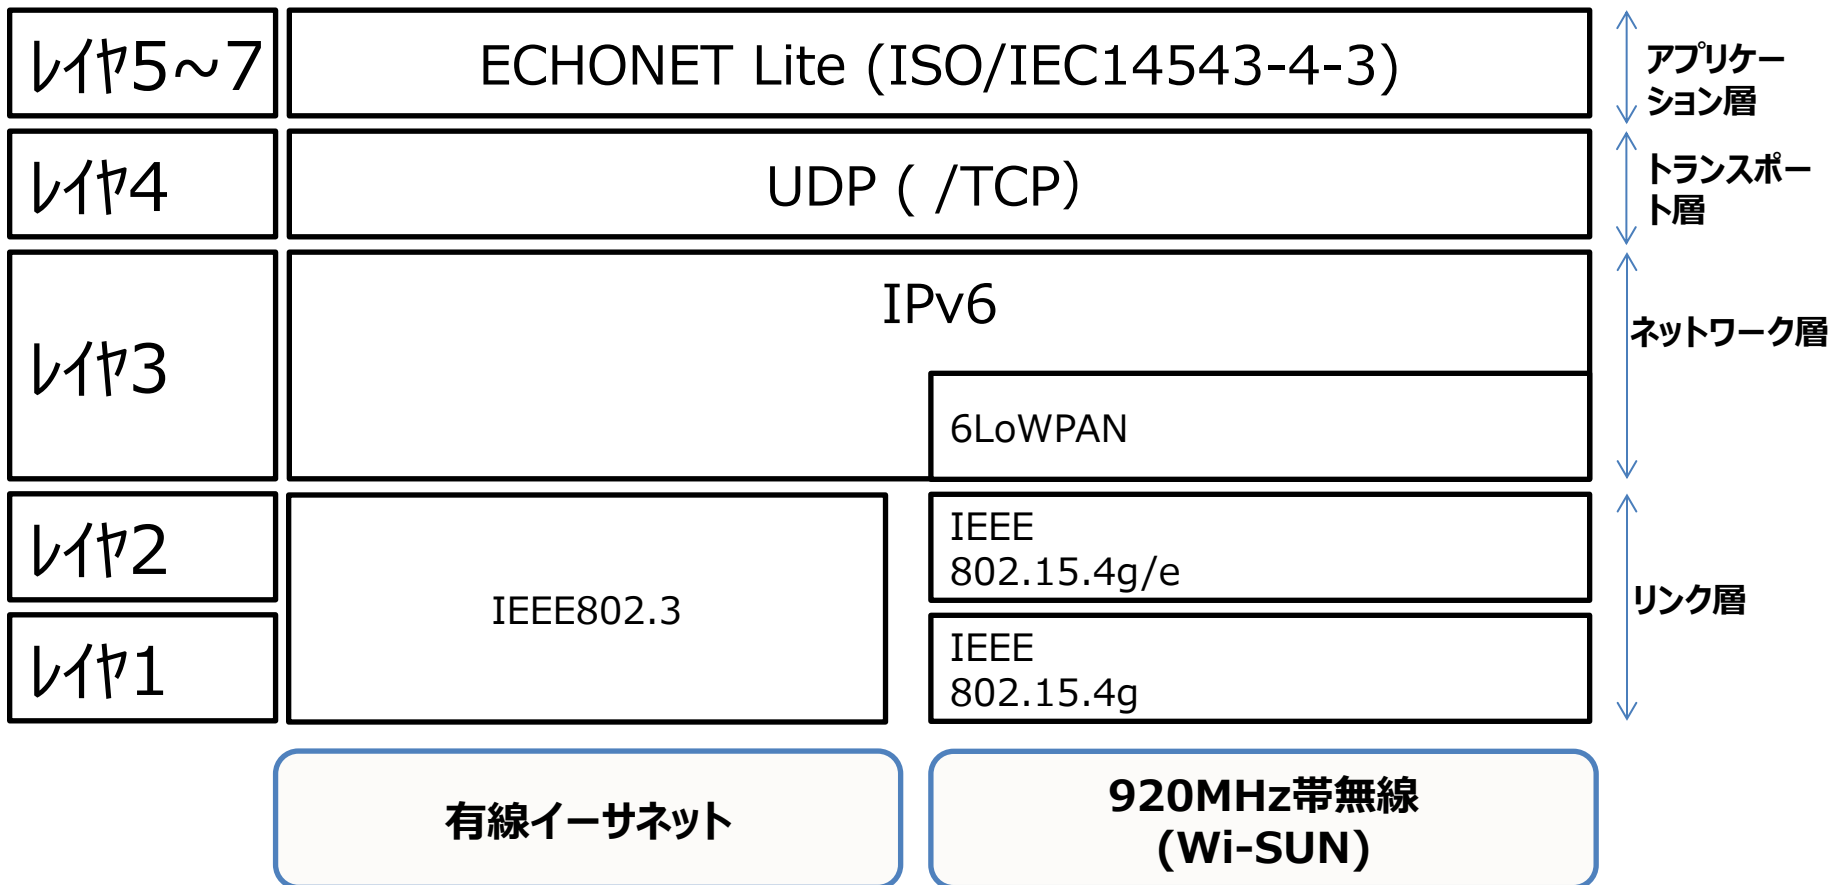 ﾚｲﾔ5~7
ECHONET Lite (ISO/IEC14543-4-3)
アプリケー
ション層
ﾚｲﾔ4
UDP ( /TCP）
トランスポー
ト層
ﾚｲﾔ3
IPv6
6LoWPAN
ネットワーク層
ﾚｲﾔ2
IEEE802.3
IEEE
802.15.4g/e
リンク層
ﾚｲﾔ1
IEEE
802.15.4g
有線イーサネット
920MHz帯無線
(Wi-SUN)